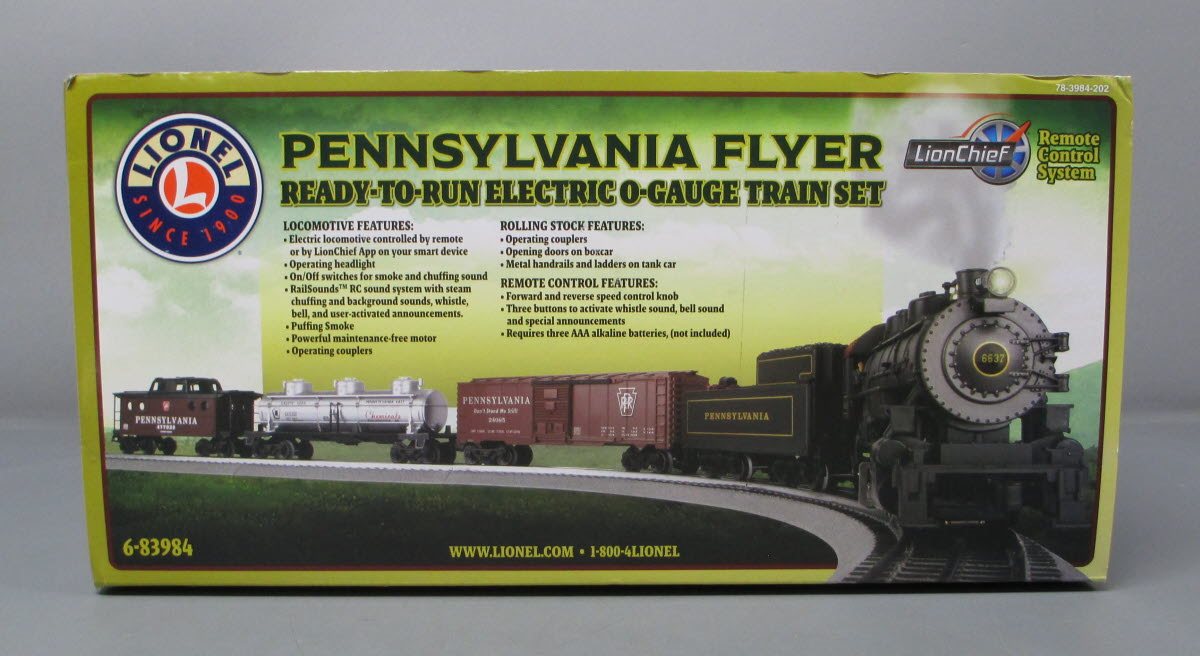 78-3984-202
LIONEL
L
SINCE 1900
PENNSYLVANIA FLYER
READY-TO-RUN ELECTRIC O-GAUGE TRAIN SET
LionChief
Remote
Control
System
LOCOMOTIVE FEATURES:
• Electric locomotive controlled by remote
or by LionChief App on your smart device
• Operating headlight
• On/Off switches for smoke and chuffing sound
• RailSounds™ RC sound system with steam
chuffing and background sounds, whistle,
bell, and user-activated announcements.
• Puffing Smoke
• Powerful maintenance-free motor
• Operating couplers
ROLLING STOCK FEATURES:
• Operating couplers
• Opening doors on boxcar
• Metal handrails and ladders on tank car
REMOTE CONTROL FEATURES:
• Forward and reverse speed control knob
• Three buttons to activate whistle sound, bell sound
and special announcements
• Requires three AAA alkaline batteries, (not included)
PENNSYLVANIA
477938
Chemicals
PENNSYLVANIA
Don't Stand Me Still
PENNSYLVANIA
6637
6-83984
WWW.LIONEL.COM • 1-800-4LIONEL